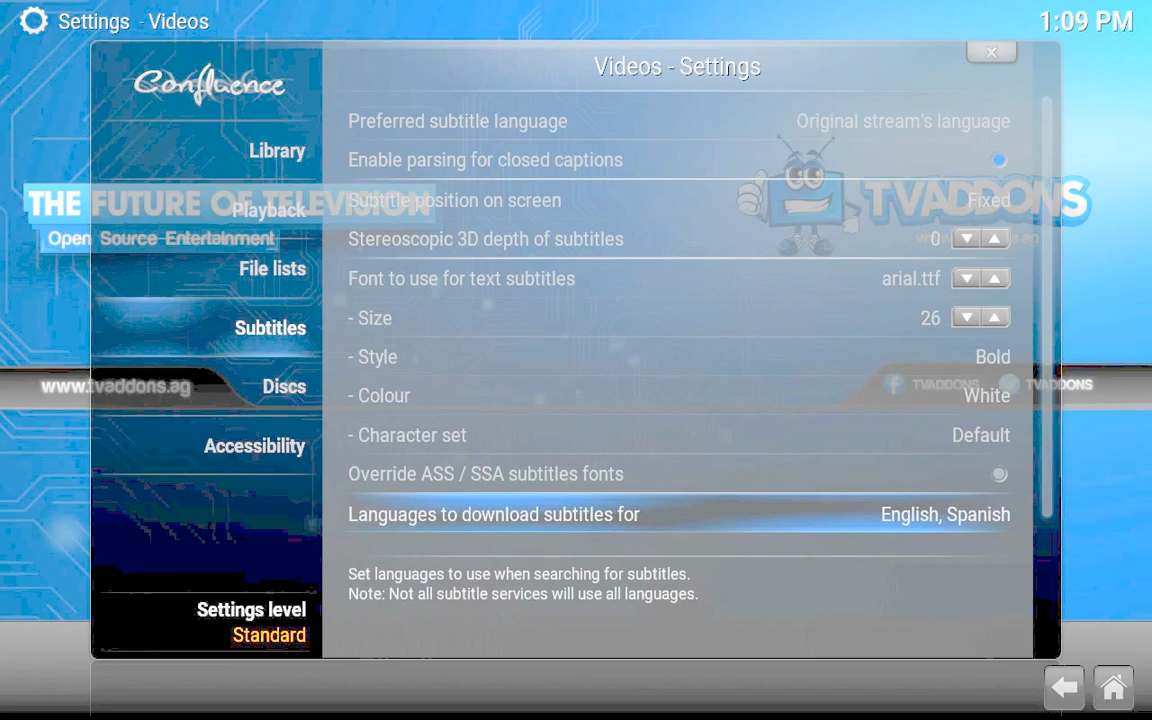 Settings - Videos
1:09 PM
Confluence
Videos - Settings
x
Library
Playback
File lists
Subtitles
Discs
Accessibility
Settings level
Standard
Preferred subtitle language Original stream's language
Enable parsing for closed captions
Subtitle position on screen Fixed
Stereoscopic 3D depth of subtitles 0
Font to use for text subtitles arial.ttf
- Size 26
- Style Bold
- Colour White
- Character set Default
Override ASS / SSA subtitles fonts
Languages to download subtitles for English, Spanish
Set languages to use when searching for subtitles.
Note: Not all subtitle services will use all languages.
THE FUTURE OF TELEVISION
Open Source Entertainment
TVADDONS
www.tvaddons.ag
f TVADDONS
TVADDONS